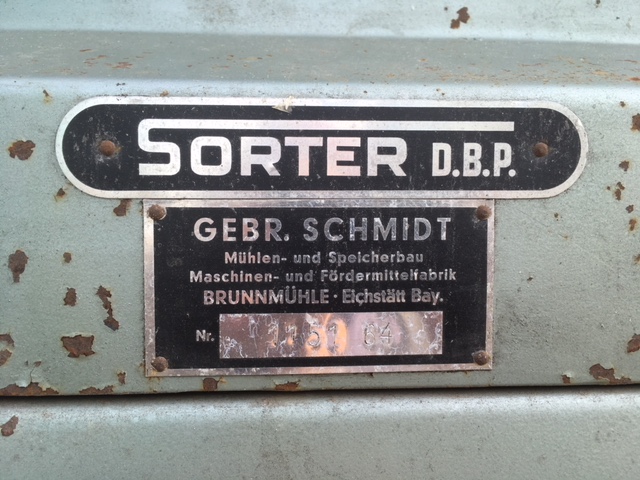 SORTER D.B.P.
GEBR. SCHMIDT
Mühlen- und Speicherbau
Maschinen- und Fördermittelfabrik
BRUNNMÜHLE · Eichstätt Bay.
Nr.